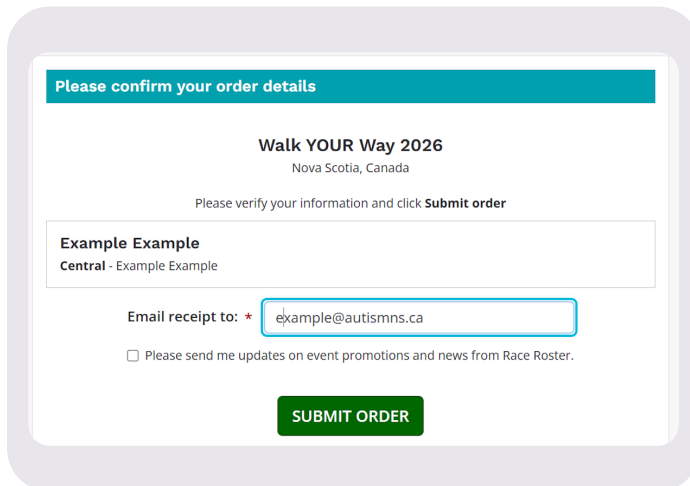 Please confirm your order details
Walk YOUR Way 2026
Nova Scotia, Canada
Please verify your information and click Submit order
Example Example
Central - Example Example
Email receipt to: * example@autismns.ca
Please send me updates on event promotions and news from Race Roster.
SUBMIT ORDER